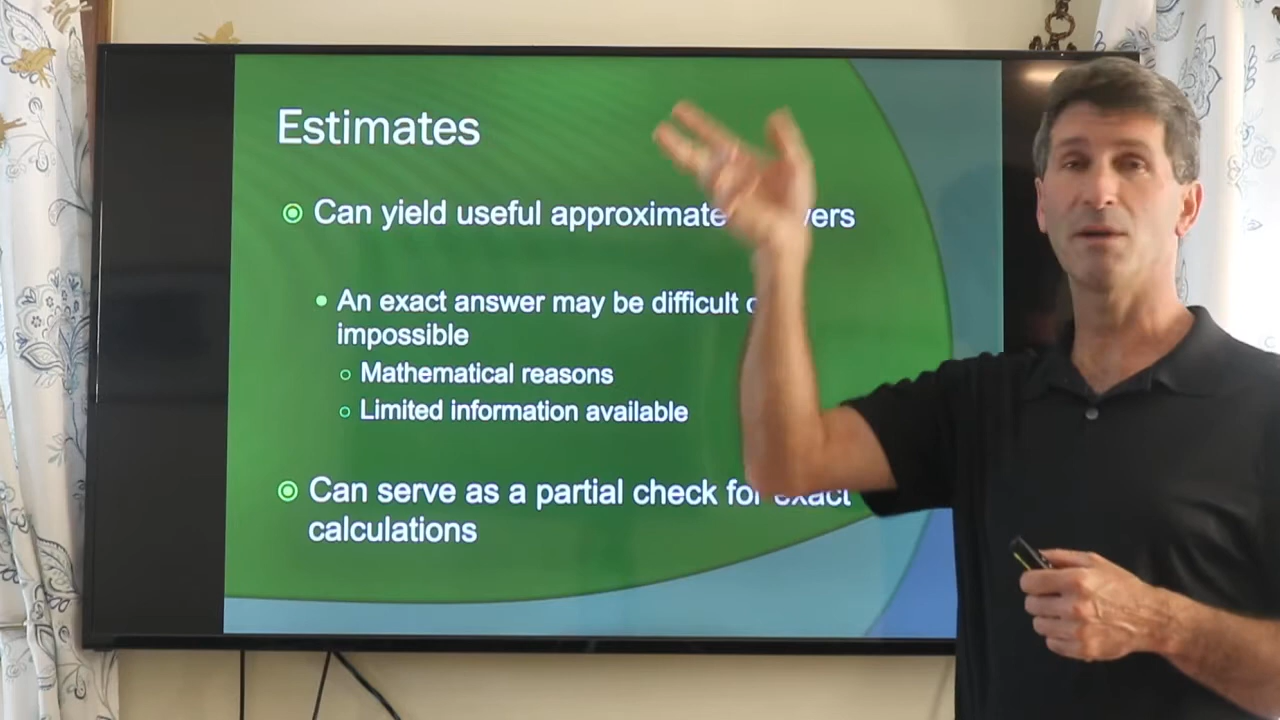 Estimates
Can yield useful approximate
An exact answer may be difficult
impossible
Mathematical reasons
Limited information available
Can serve as a partial check for exact
calculations